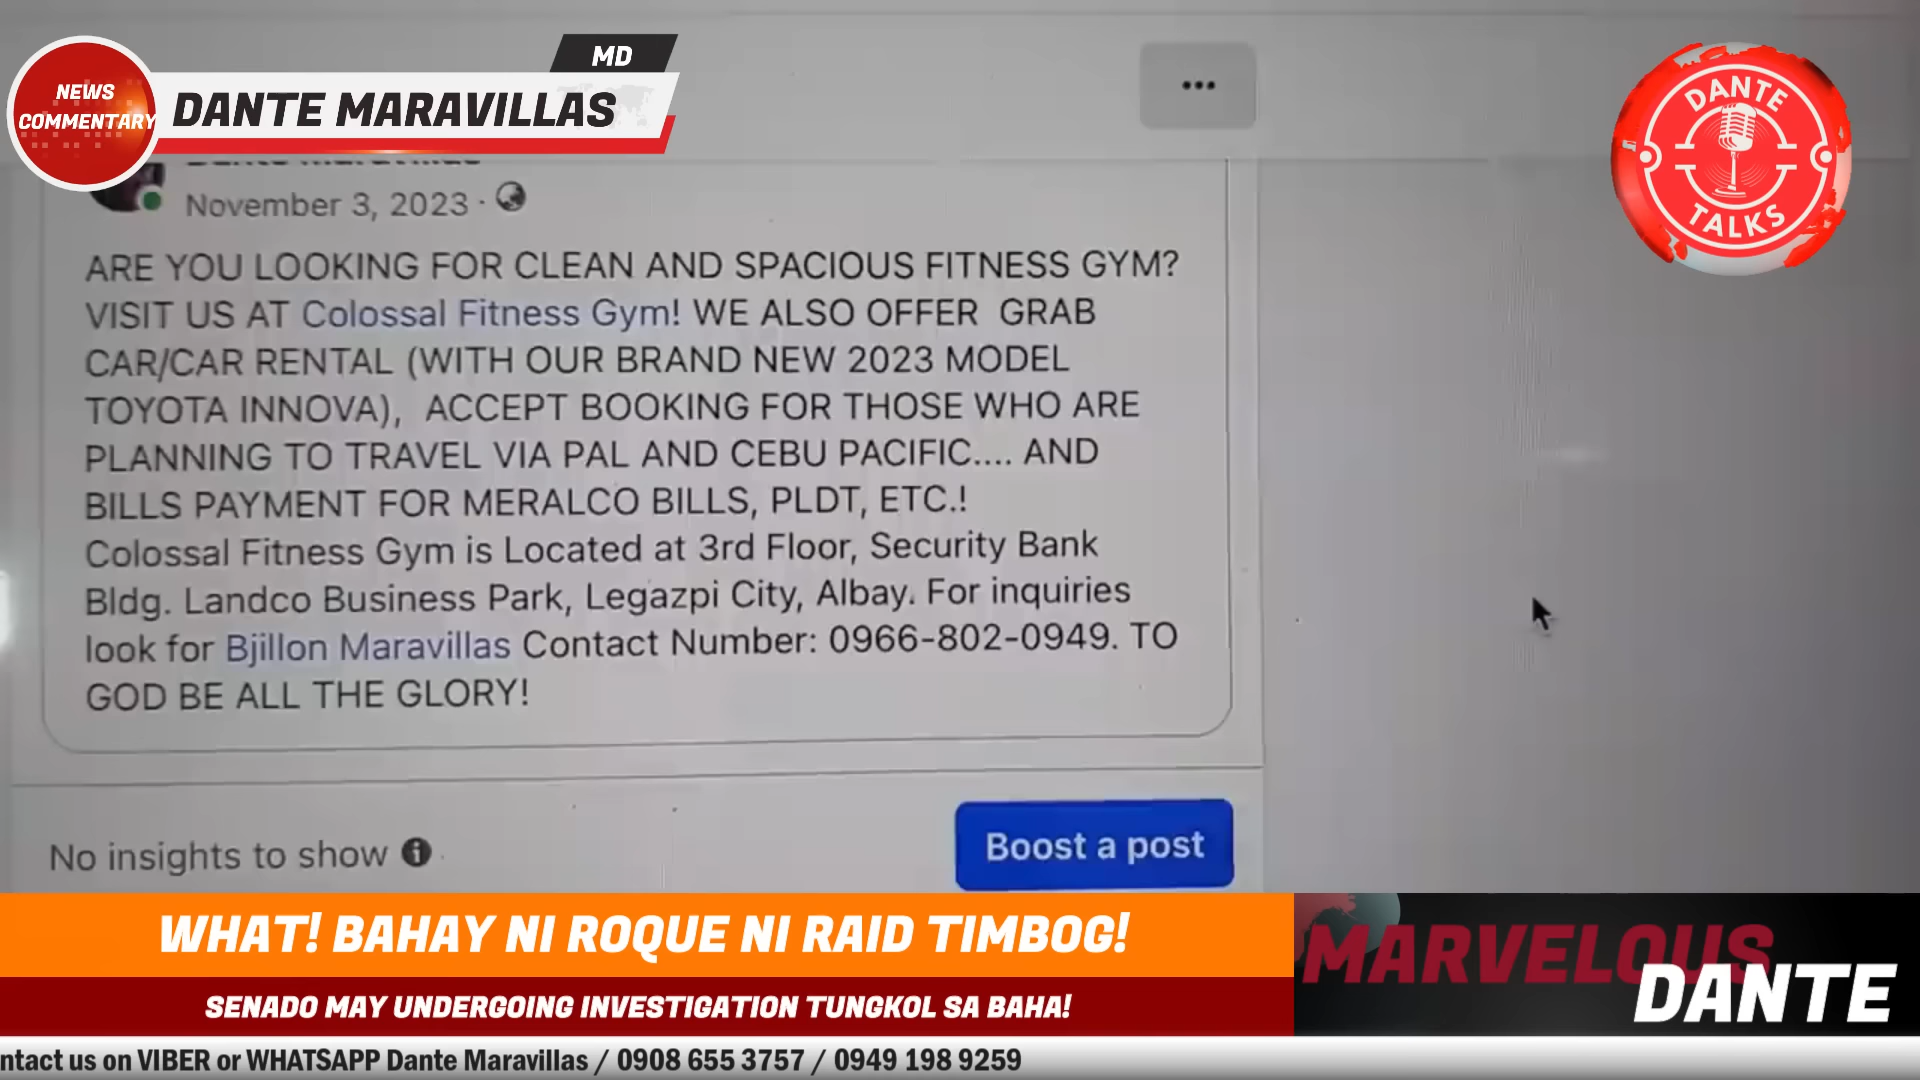 MD
NEWS
COMMENTARY
DANTE MARAVILLAS
DANTE
TALKS
November 3, 2023 ·
ARE YOU LOOKING FOR CLEAN AND SPACIOUS FITNESS GYM?
VISIT US AT Colossal Fitness Gym! WE ALSO OFFER GRAB
CAR/CAR RENTAL (WITH OUR BRAND NEW 2023 MODEL
TOYOTA INNOVA), ACCEPT BOOKING FOR THOSE WHO ARE
PLANNING TO TRAVEL VIA PAL AND CEBU PACIFIC.... AND
BILLS PAYMENT FOR MERALCO BILLS, PLDT, ETC.!
Colossal Fitness Gym is Located at 3rd Floor, Security Bank
Bldg. Landco Business Park, Legazpi City, Albay. For inquiries
look for Bjillon Maravillas Contact Number: 0966-802-0949. TO
GOD BE ALL THE GLORY!
No insights to show
Boost a post
WHAT! BAHAY NI ROQUE NI RAID TIMBOG!
SENADO MAY UNDERGOING INVESTIGATION TUNGKOL SA BAHA!
MARVELOUS
DANTE
ntact us on VIBER or WHATSAPP Dante Maravillas / 0908 655 3757 / 0949 198 9259